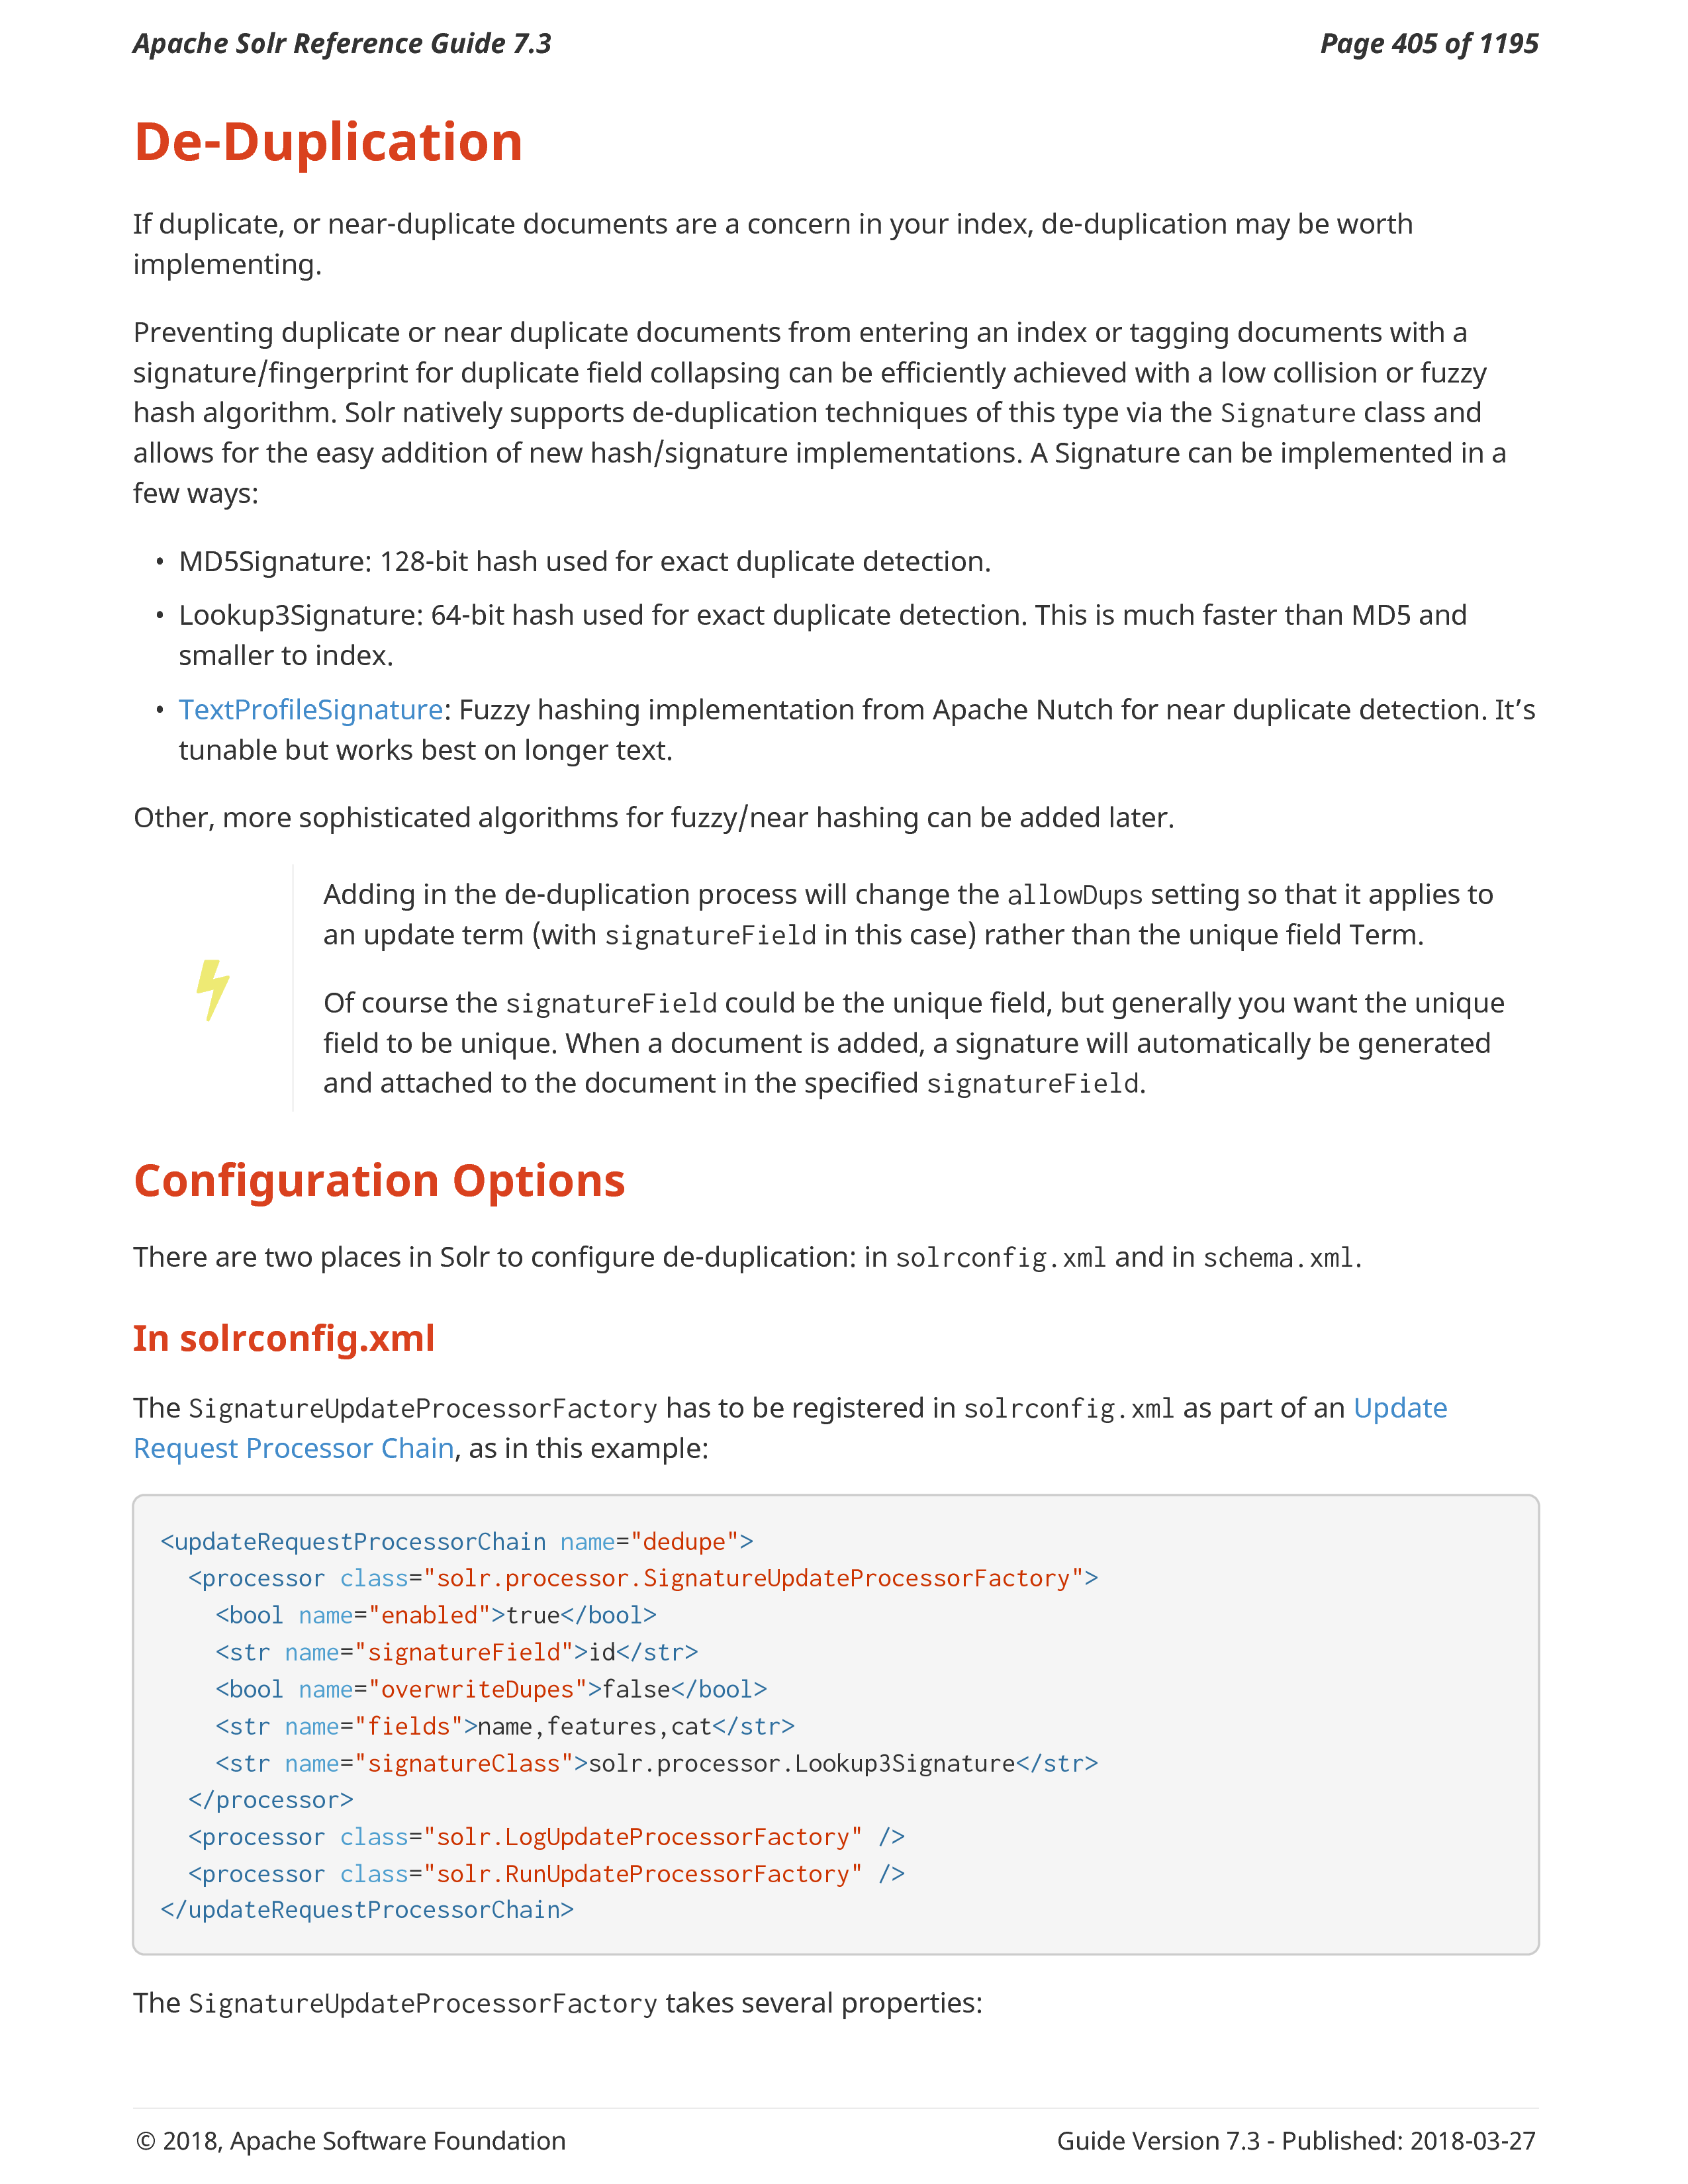 Apache Solr Reference Guide 7.3
Page 405 of 1195
De-Duplication
If duplicate, or near-duplicate documents are a concern in your index, de-duplication may be worth
implementing.
Preventing duplicate or near duplicate documents from entering an index or tagging documents with a
signature/fingerprint for duplicate field collapsing can be efficiently achieved with a low collision or fuzzy
hash algorithm. Solr natively supports de-duplication techniques of this type via the Signature class and
allows for the easy addition of new hash/signature implementations. A Signature can be implemented in a
few ways:
• MD5Signature: 128-bit hash used for exact duplicate detection.
• Lookup3Signature: 64-bit hash used for exact duplicate detection. This is much faster than MD5 and
smaller to index.
• TextProfileSignature: Fuzzy hashing implementation from Apache Nutch for near duplicate detection. It’s
tunable but works best on longer text.
Other, more sophisticated algorithms for fuzzy/near hashing can be added later.
Adding in the de-duplication process will change the allowDups setting so that it applies to
an update term (with signatureField in this case) rather than the unique field Term.
Of course the signatureField could be the unique field, but generally you want the unique
field to be unique. When a document is added, a signature will automatically be generated
and attached to the document in the specified signatureField.
Configuration Options
There are two places in Solr to configure de-duplication: in solrconfig.xml and in schema.xml.
In solrconfig.xml
The SignatureUpdateProcessorFactory has to be registered in solrconfig.xml as part of an Update
Request Processor Chain, as in this example:
<updateRequestProcessorChain name="dedupe">
  <processor class="solr.processor.SignatureUpdateProcessorFactory">
    <bool name="enabled">true</bool>
    <str name="signatureField">id</str>
    <bool name="overwriteDupes">false</bool>
    <str name="fields">name,features,cat</str>
    <str name="signatureClass">solr.processor.Lookup3Signature</str>
  </processor>
  <processor class="solr.LogUpdateProcessorFactory" />
  <processor class="solr.RunUpdateProcessorFactory" />
</updateRequestProcessorChain>
The SignatureUpdateProcessorFactory takes several properties:
© 2018, Apache Software Foundation
Guide Version 7.3 - Published: 2018-03-27